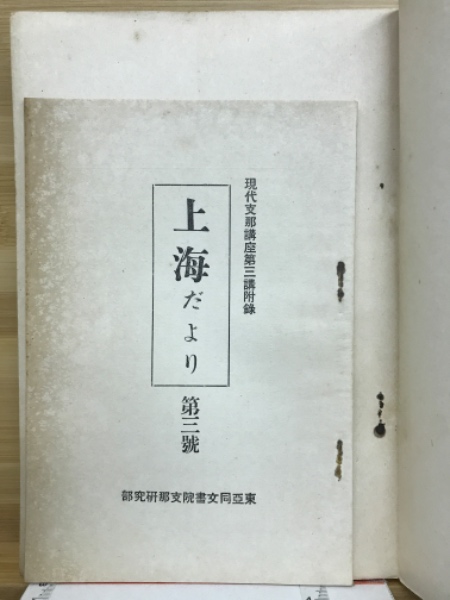 現代支那講座第三講附錄
上海だより
第三號
東亞同文書院支那硏究部